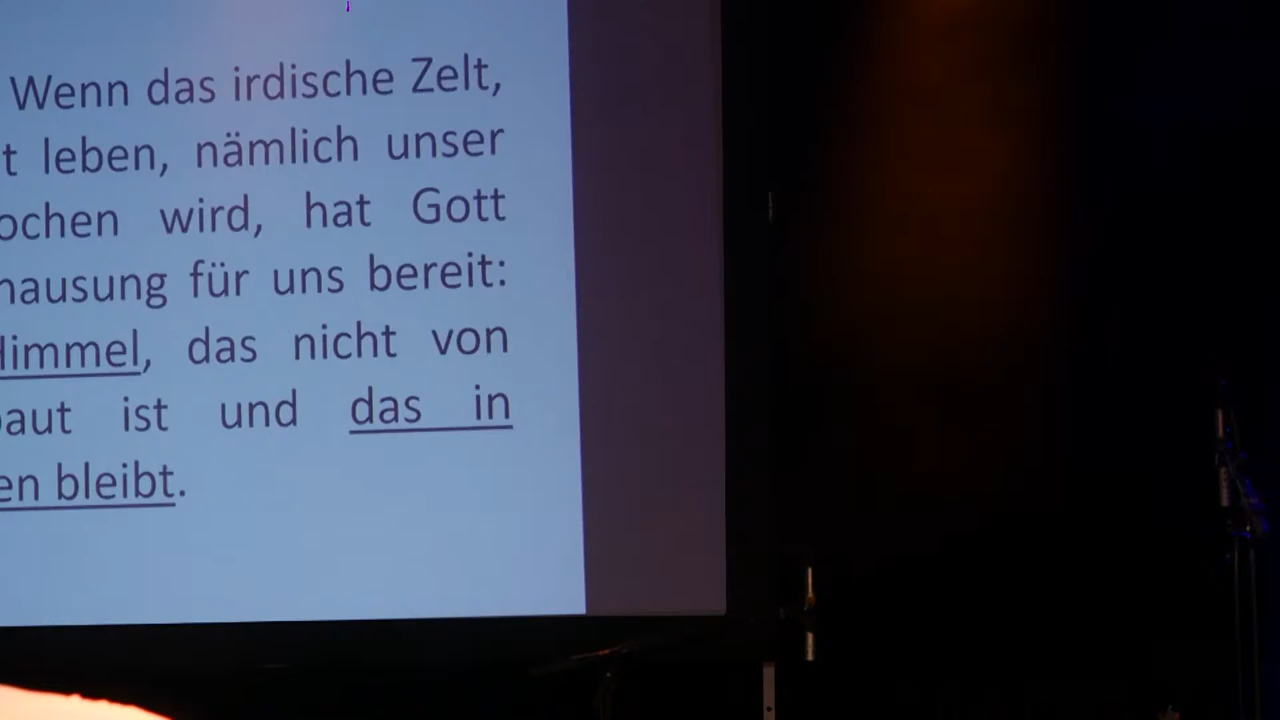 Wenn das irdische Zelt,
t leben, nämlich unser
ochen wird, hat Gott
hausung für uns bereit:
Himmel, das nicht von
baut ist und das in
en bleibt.